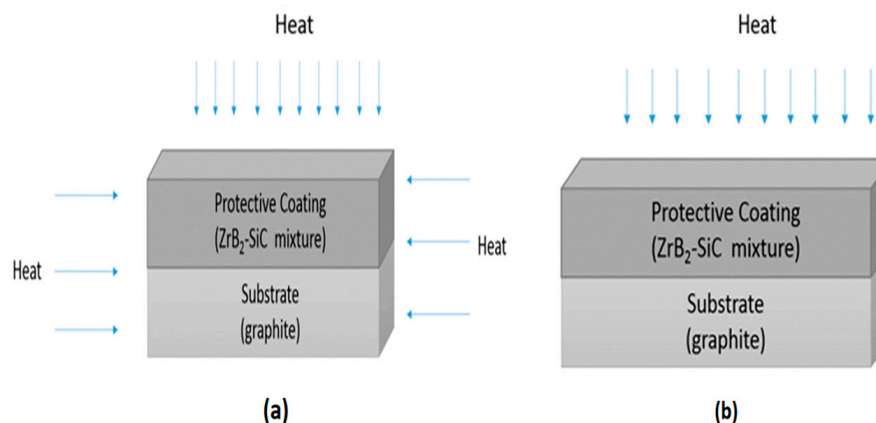 Heat
Heat
Protective Coating
(ZrB₂-SiC mixture)
Heat
Heat
Substrate
(graphite)
(a)
Protective Coating
(ZrB₂-SiC mixture)
Substrate
(graphite)
(b)